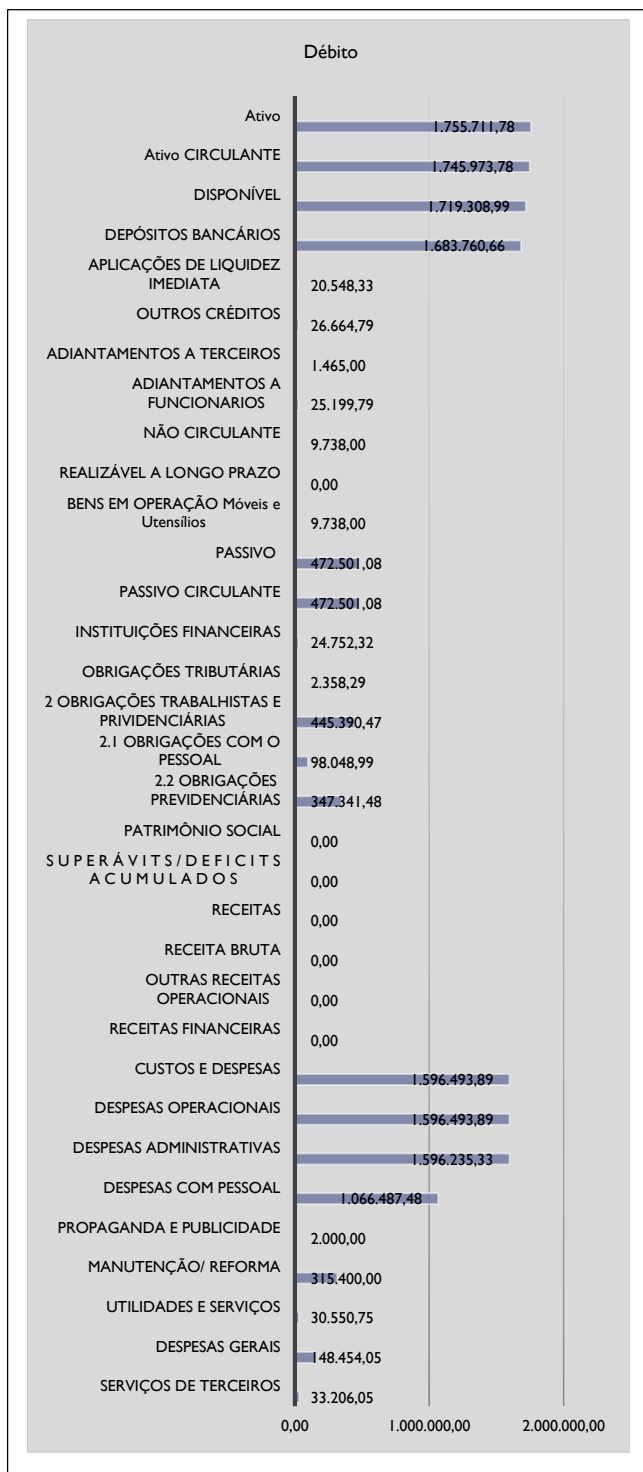 Débito
Ativo
1.755.711,78
Ativo CIRCULANTE
1.745.973,78
DISPONÍVEL
1.719.308,99
DEPÓSITOS BANCÁRIOS
1.683.760,66
APLICAÇÕES DE LIQUIDEZ
IMEDIATA
20.548,33
OUTROS CRÉDITOS
26.664,79
ADIANTAMENTOS A TERCEIROS
1.465,00
ADIANTAMENTOS A
FUNCIONARIOS
25.199,79
NÃO CIRCULANTE
9.738,00
REALIZÁVEL A LONGO PRAZO
0,00
BENS EM OPERAÇÃO Móveis e
Utensílios
9.738,00
PASSIVO
472.501,08
PASSIVO CIRCULANTE
472.501,08
INSTITUIÇÕES FINANCEIRAS
24.752,32
OBRIGAÇÕES TRIBUTÁRIAS
2.358,29
2 OBRIGAÇÕES TRABALHISTAS E
PRIVIDENCIÁRIAS
445.390,47
2.1 OBRIGAÇÕES COM O
PESSOAL
98.048,99
2.2 OBRIGAÇÕES
PREVIDENCIÁRIAS
347.341,48
PATRIMÔNIO SOCIAL
0,00
S U P E R Á V I T S / D E F I C I T S
A C U M U L A D O S
0,00
RECEITAS
0,00
RECEITA BRUTA
0,00
OUTRAS RECEITAS
OPERACIONAIS
0,00
RECEITAS FINANCEIRAS
0,00
CUSTOS E DESPESAS
1.596.493,89
DESPESAS OPERACIONAIS
1.596.493,89
DESPESAS ADMINISTRATIVAS
1.596.235,33
DESPESAS COM PESSOAL
1.066.487,48
PROPAGANDA E PUBLICIDADE
2.000,00
MANUTENÇÃO/ REFORMA
315.400,00
UTILIDADES E SERVIÇOS
30.550,75
DESPESAS GERAIS
148.454,05
SERVIÇOS DE TERCEIROS
33.206,05
0,00 1.000.000,00 2.000.000,00